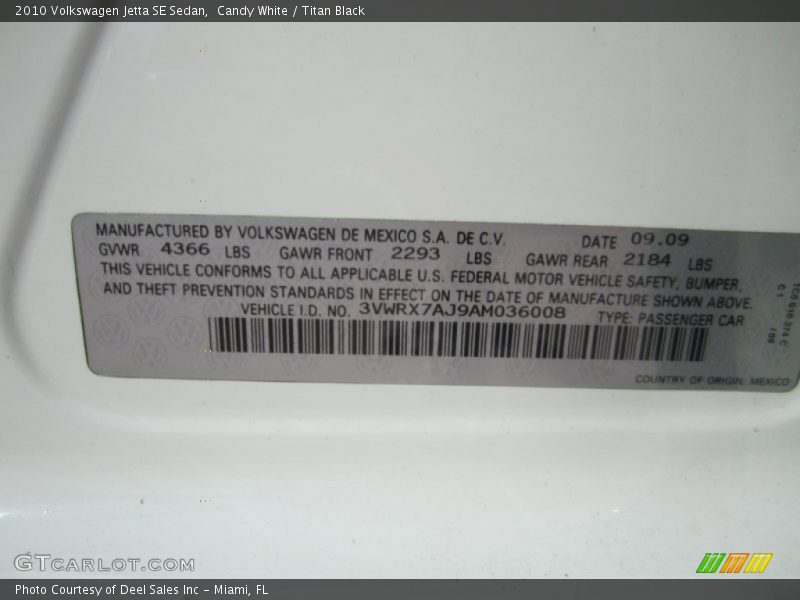 2010 Volkswagen Jetta SE Sedan, Candy White / Titan Black
MANUFACTURED BY VOLKSWAGEN DE MEXICO S.A. DE C.V. DATE 09.09
GVWR 4366 LBS GAWR FRONT 2293 LBS GAWR REAR 2184 LBS
THIS VEHICLE CONFORMS TO ALL APPLICABLE U.S. FEDERAL MOTOR VEHICLE SAFETY, BUMPER,
AND THEFT PREVENTION STANDARDS IN EFFECT ON THE DATE OF MANUFACTURE SHOWN ABOVE.
VEHICLE I.D. NO. 3VWRX7AJ9AM036008 TYPE: PASSENGER CAR
COUNTRY OF ORIGIN: MEXICO
GTCARLOT.COM
Photo Courtesy of Deel Sales Inc - Miami, FL